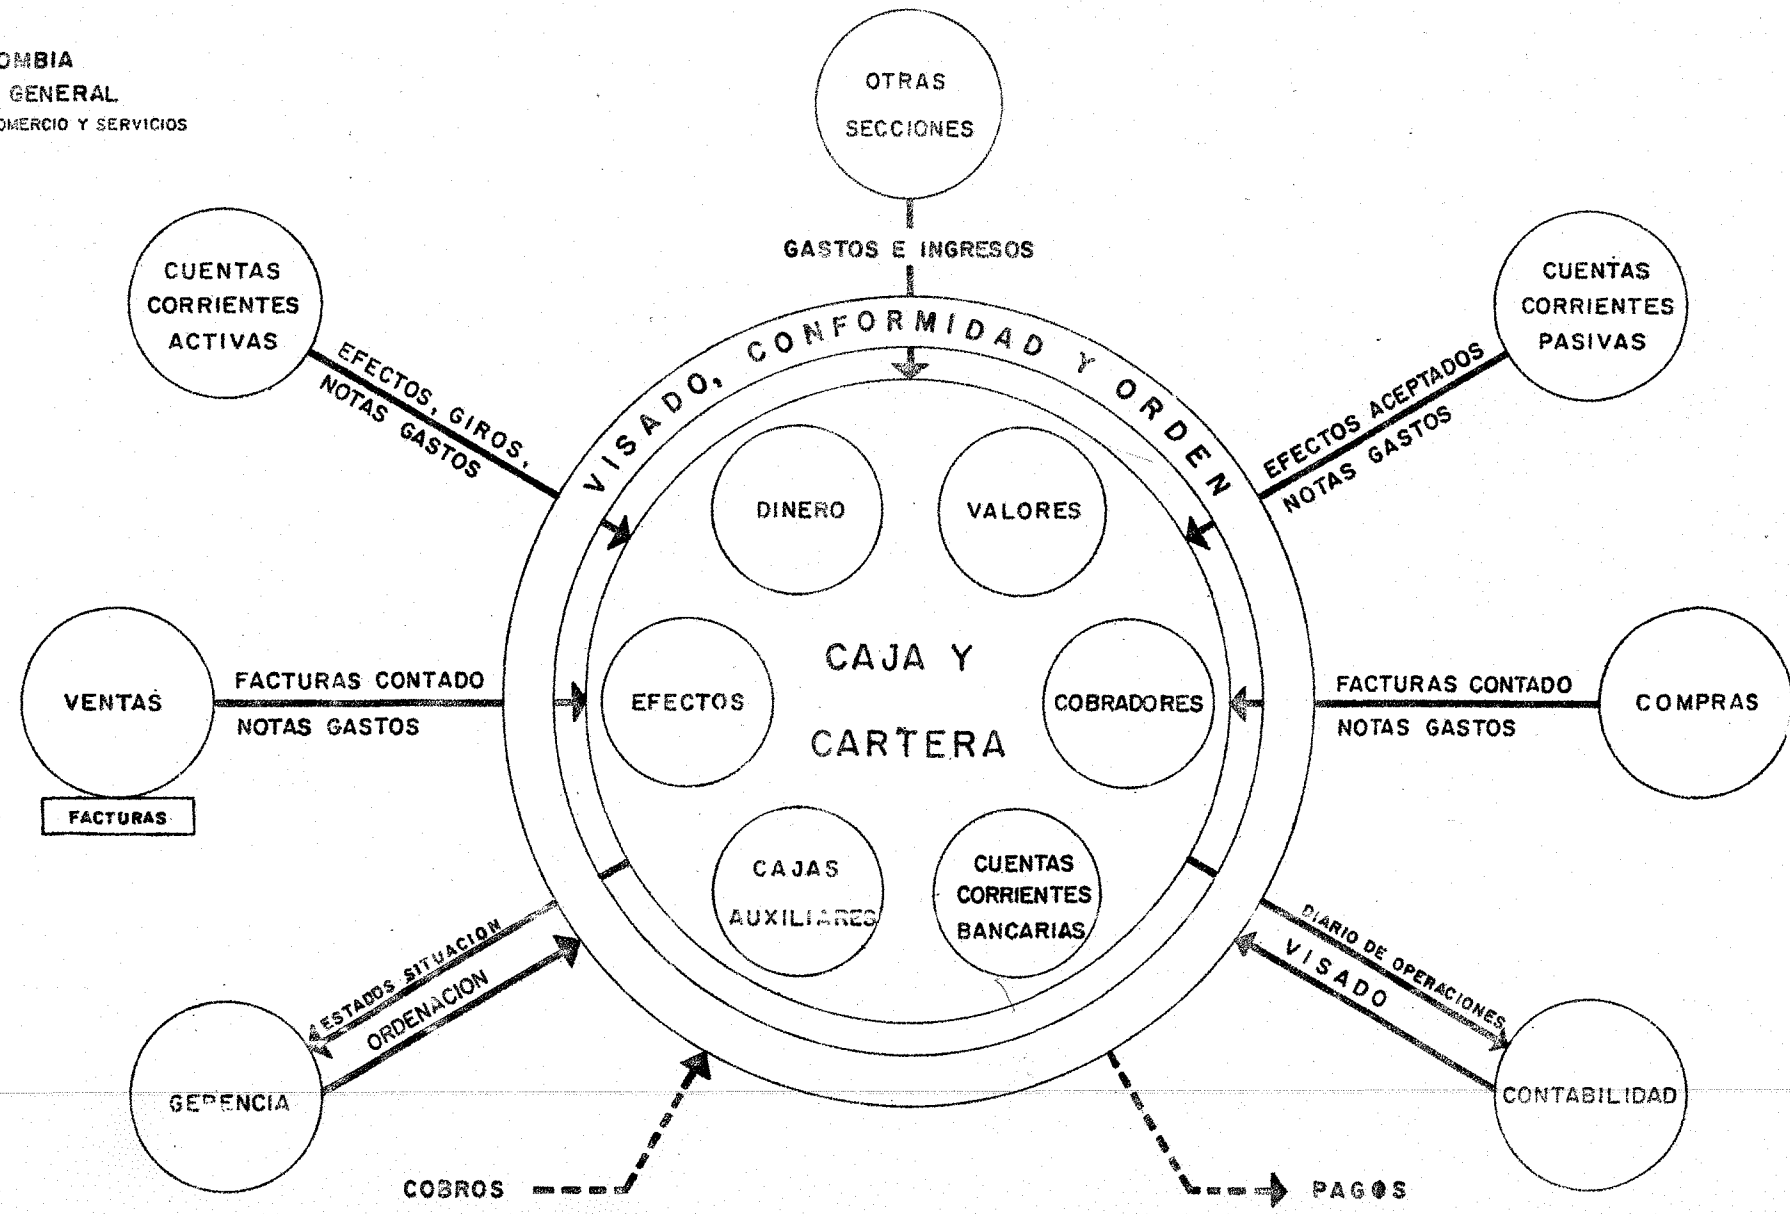 OMBIA
GENERAL
OMERCIO Y SERVICIOS
OTRAS
SECCIONES
GASTOS E INGRESOS
CUENTAS
CORRIENTES
ACTIVAS
EFECTOS, GIROS,
NOTAS GASTOS
CUENTAS
CORRIENTES
PASIVAS
EFECTOS ACEPTADOS
NOTAS GASTOS
VISADO, CONFORMIDAD Y ORDEN
DINERO
VALORES
VENTAS
FACTURAS CONTADO
NOTAS GASTOS
FACTURAS
EFECTOS
CAJA Y
CARTERA
COBRADORES
FACTURAS CONTADO
NOTAS GASTOS
COMPRAS
CAJAS
AUXILIARES
CUENTAS
CORRIENTES
BANCARIAS
ESTADOS SITUACION
ORDENACION
GERENCIA
DIARIO DE OPERACIONES
VISADO
CONTABILIDAD
COBROS
PAGOS